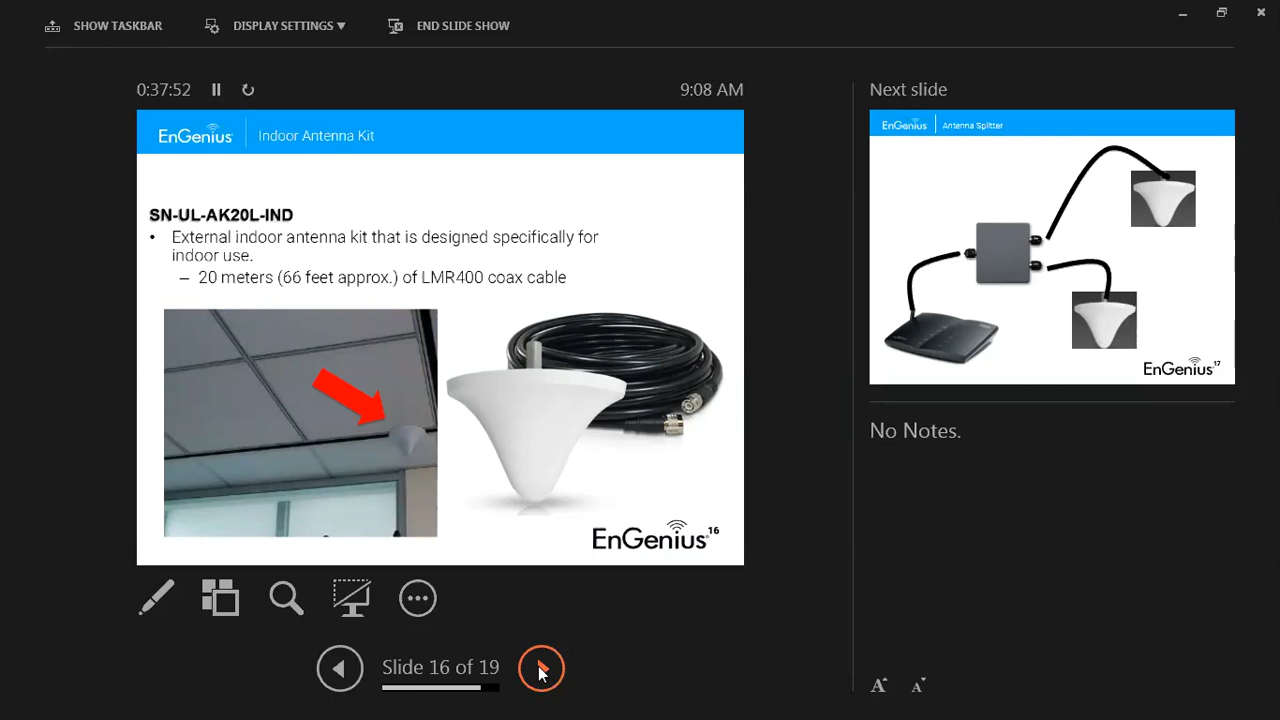 SHOW TASKBAR
DISPLAY SETTINGS ▼
END SLIDE SHOW
0:37:52
9:08 AM
EnGenius
Indoor Antenna Kit
SN-UL-AK20L-IND
• External indoor antenna kit that is designed specifically for
indoor use.
– 20 meters (66 feet approx.) of LMR400 coax cable
EnGenius 16
Slide 16 of 19
Next slide
EnGenius
Antenna Splitter
EnGenius 17
No Notes.
A A